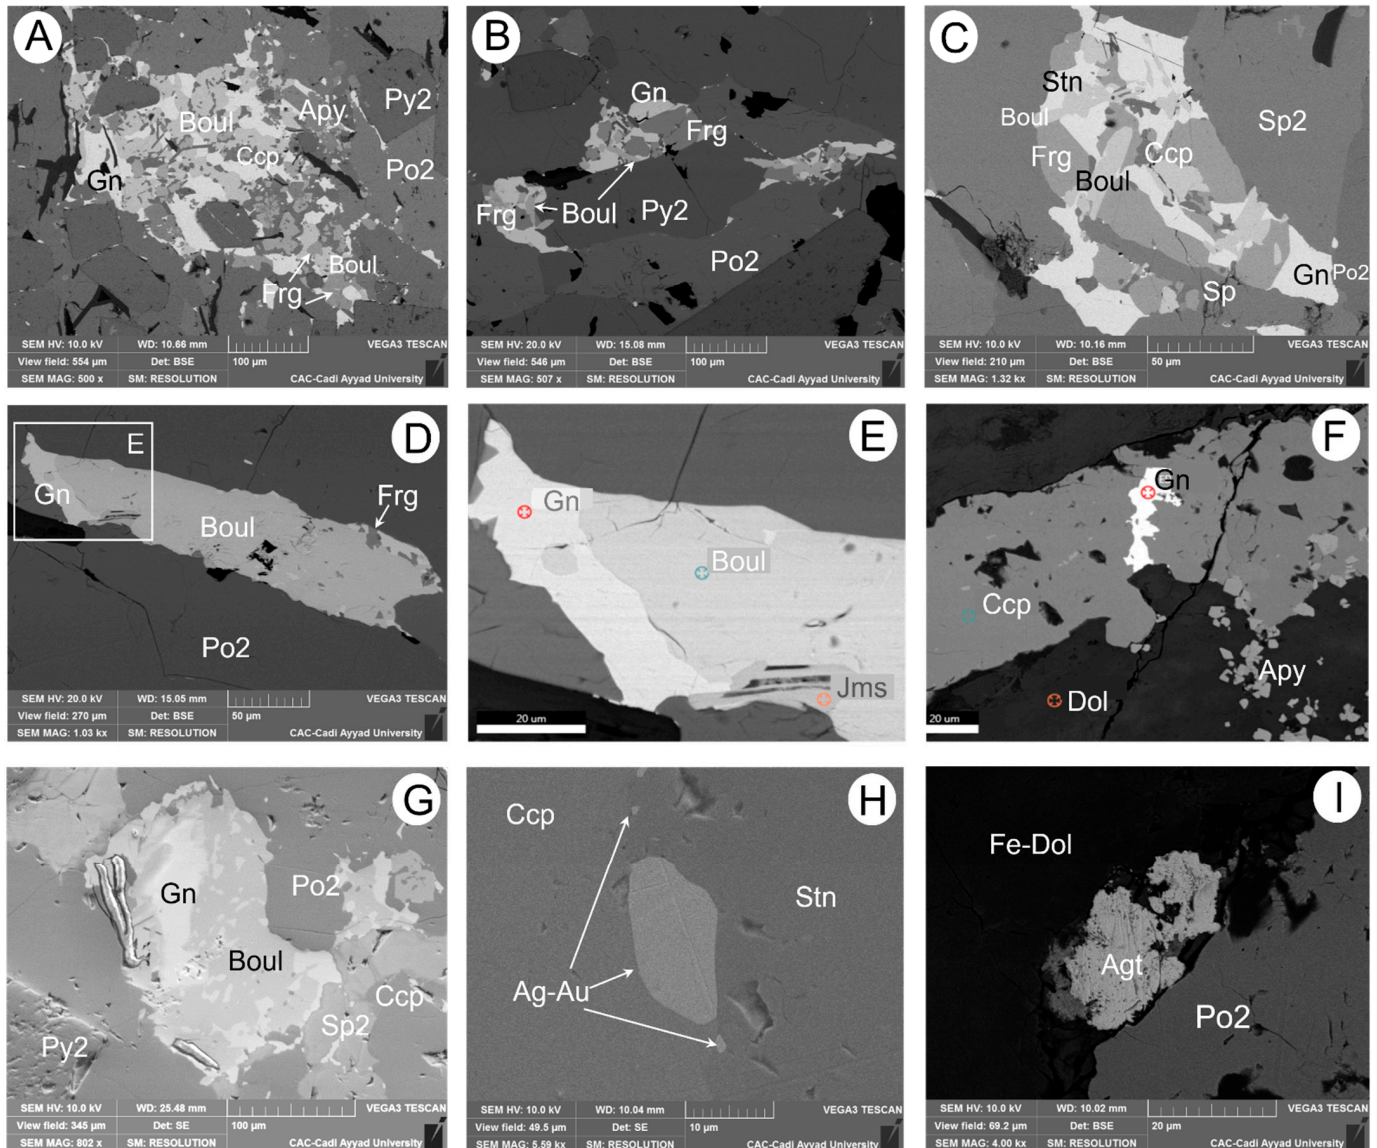 A
Boul
Apy
Py2
Ccp
Po2
Gn
Boul
Frg
SEM HV: 10.0 kV WD: 10.66 mm VEGA3 TESCAN
View field: 554 µm Det: BSE 100 µm
SEM MAG: 500 x SM: RESOLUTION CAC-Cadi Ayyad University
B
Gn
Frg
Frg
Boul
Py2
Po2
SEM HV: 20.0 kV WD: 15.08 mm VEGA3 TESCAN
View field: 546 µm Det: BSE 100 µm
SEM MAG: 507 x SM: RESOLUTION CAC-Cadi Ayyad University
C
Stn
Boul
Sp2
Frg
Ccp
Boul
Gn
Po2
Sp
SEM HV: 10.0 kV WD: 10.16 mm VEGA3 TESCAN
View field: 210 µm Det: BSE 50 µm
SEM MAG: 1.32 kx SM: RESOLUTION CAC-Cadi Ayyad University
D
E
Gn
Frg
Boul
Po2
SEM HV: 20.0 kV WD: 15.05 mm VEGA3 TESCAN
View field: 270 µm Det: BSE 50 µm
SEM MAG: 1.03 kx SM: RESOLUTION CAC-Cadi Ayyad University
E
Gn
Boul
Jms
20 um
F
Gn
Ccp
Apy
Dol
20 um
G
Gn
Po2
Boul
Ccp
Sp2
Py2
SEM HV: 10.0 kV WD: 25.48 mm VEGA3 TESCAN
View field: 345 µm Det: SE 100 µm
SEM MAG: 802 x SM: RESOLUTION CAC-Cadi Ayyad University
H
Ccp
Stn
Ag-Au
SEM HV: 10.0 kV WD: 10.04 mm VEGA3 TESCAN
View field: 49.5 µm Det: SE 10 µm
SEM MAG: 5.59 kx SM: RESOLUTION CAC-Cadi Ayyad University
I
Fe-Dol
Agt
Po2
SEM HV: 10.0 kV WD: 10.02 mm VEGA3 TESCAN
View field: 69.2 µm Det: BSE 20 µm
SEM MAG: 4.00 kx SM: RESOLUTION CAC-Cadi Ayyad University